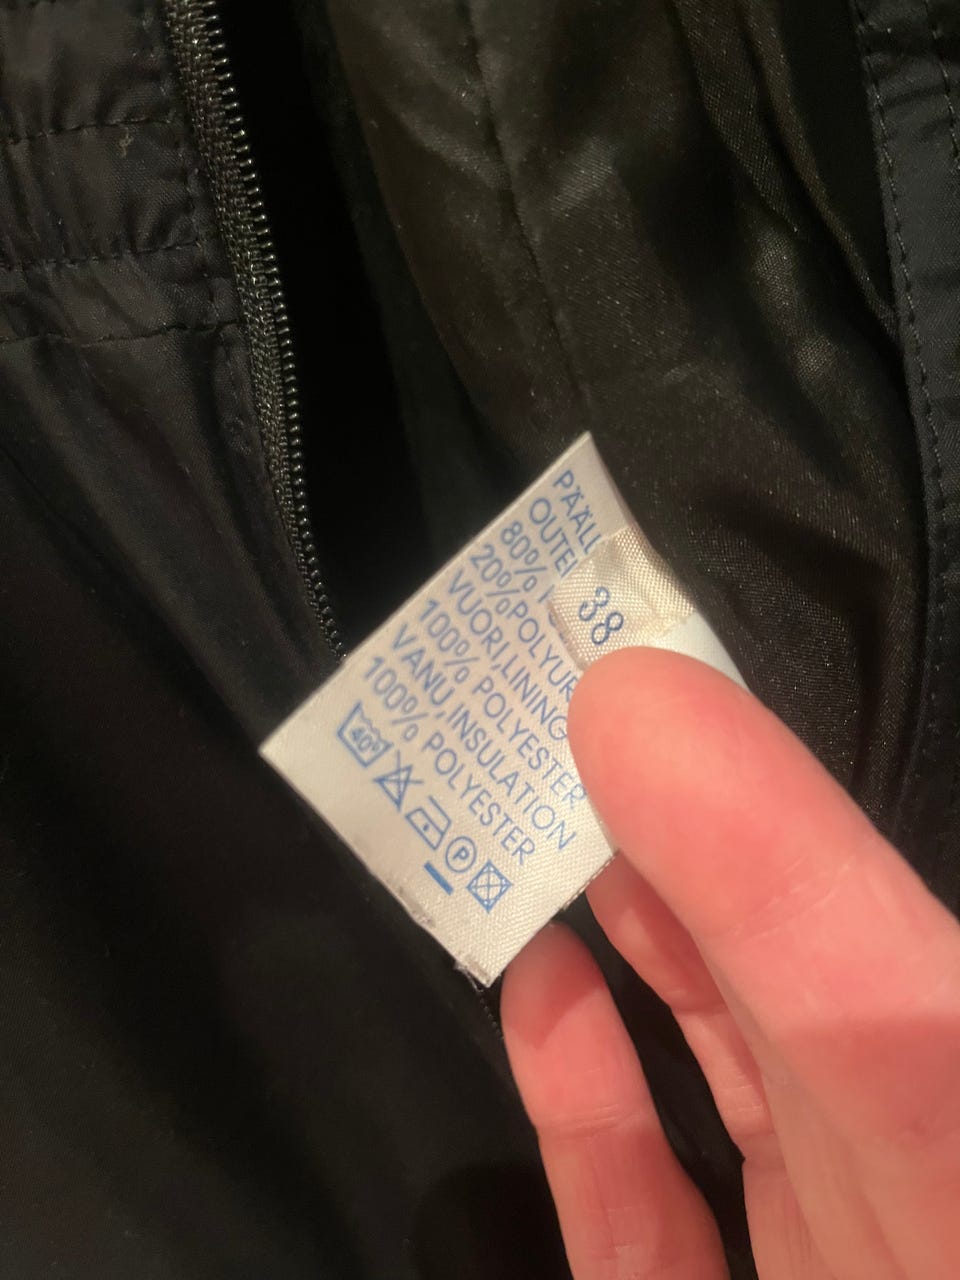 38
80%
20%
VUORI,LINING
100% POLYESTER
VANU,INSULATION
100% POLYESTER
40°
P